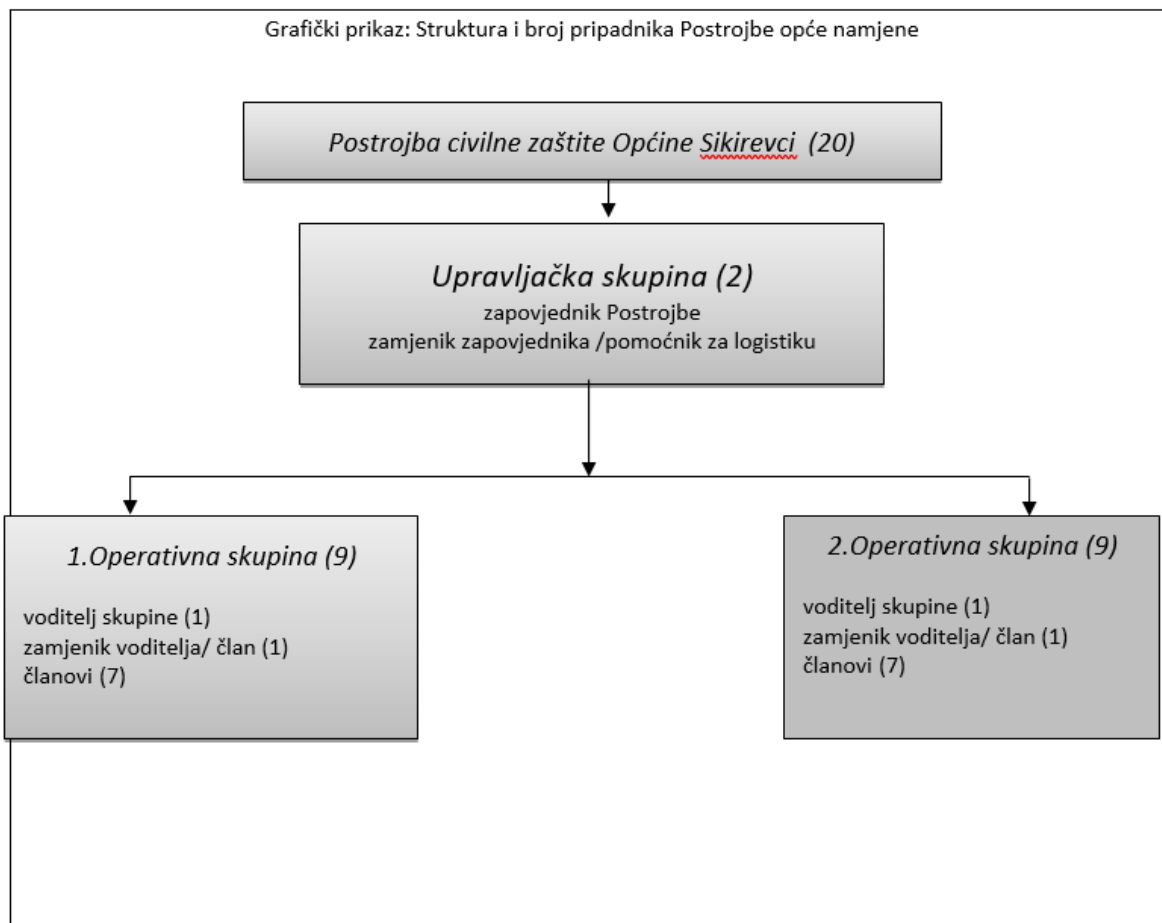 Grafički prikaz: Struktura i broj pripadnika Postrojbe opće namjene
Postrojba civilne zaštite Općine Sikirevci (20)
Upravljačka skupina (2)
zapovjednik Postrojbe
zamjenik zapovjednika /pomoćnik za logistiku
1.Operativna skupina (9)
voditelj skupine (1)
zamjenik voditelja/ član (1)
članovi (7)
2.Operativna skupina (9)
voditelj skupine (1)
zamjenik voditelja/ član (1)
članovi (7)